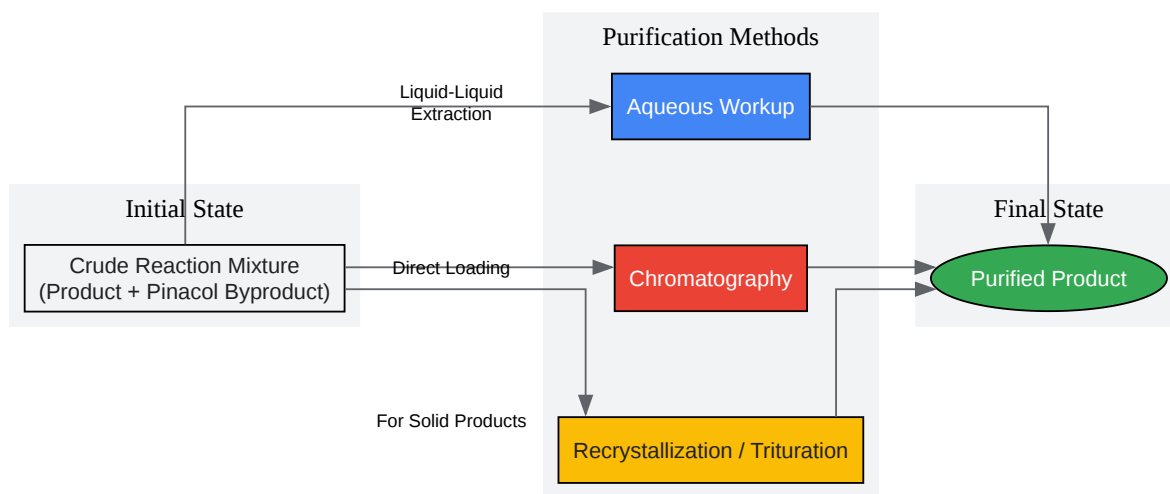 Purification Methods
Liquid-Liquid
Extraction
Aqueous Workup
Initial State
Final State
Crude Reaction Mixture
(Product + Pinacol Byproduct)
Direct Loading
Chromatography
Purified Product
For Solid Products
Recrystallization / Trituration